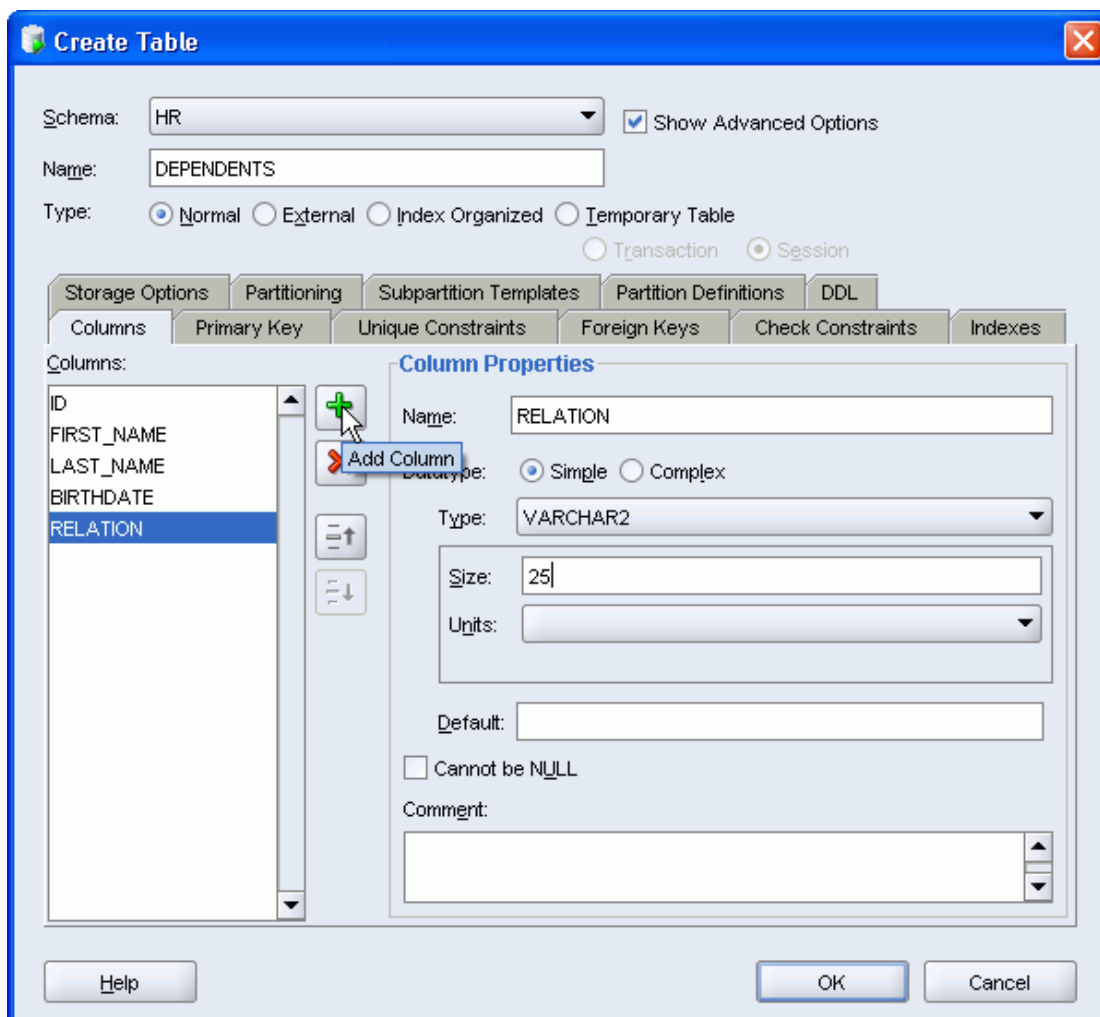 Create Table
Schema: HR Show Advanced Options
Name: DEPENDENTS
Type: Normal External Index Organized Temporary Table
Transaction Session
Storage Options Partitioning Subpartition Templates Partition Definitions DDL
Columns Primary Key Unique Constraints Foreign Keys Check Constraints Indexes
Columns:
ID
FIRST_NAME
LAST_NAME
BIRTHDATE
RELATION
Add Column
Column Properties
Name: RELATION
Datatype: Simple Complex
Type: VARCHAR2
Size: 25
Units:
Default:
Cannot be NULL
Comment:
Help OK Cancel